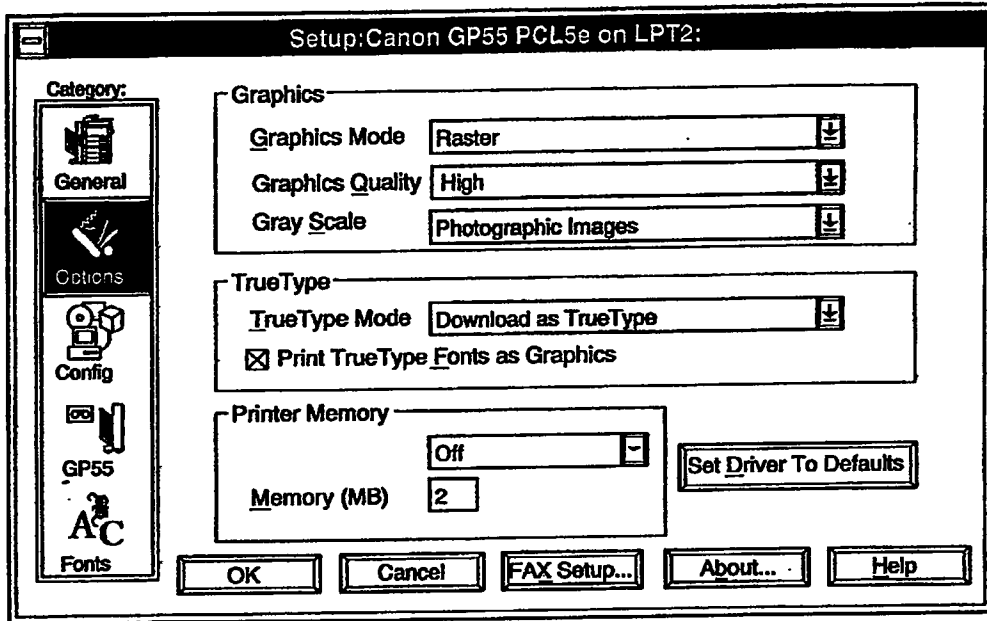 Setup:Canon GP55 PCL5e on LPT2:
Category:
General
Options
Config
GP55
Fonts
Graphics
Graphics Mode Raster
Graphics Quality High
Gray Scale Photographic Images
TrueType
TrueType Mode Download as TrueType
Print TrueType Fonts as Graphics
Printer Memory
Off
Memory (MB) 2
Set Driver To Defaults
OK Cancel FAX Setup... About... Help